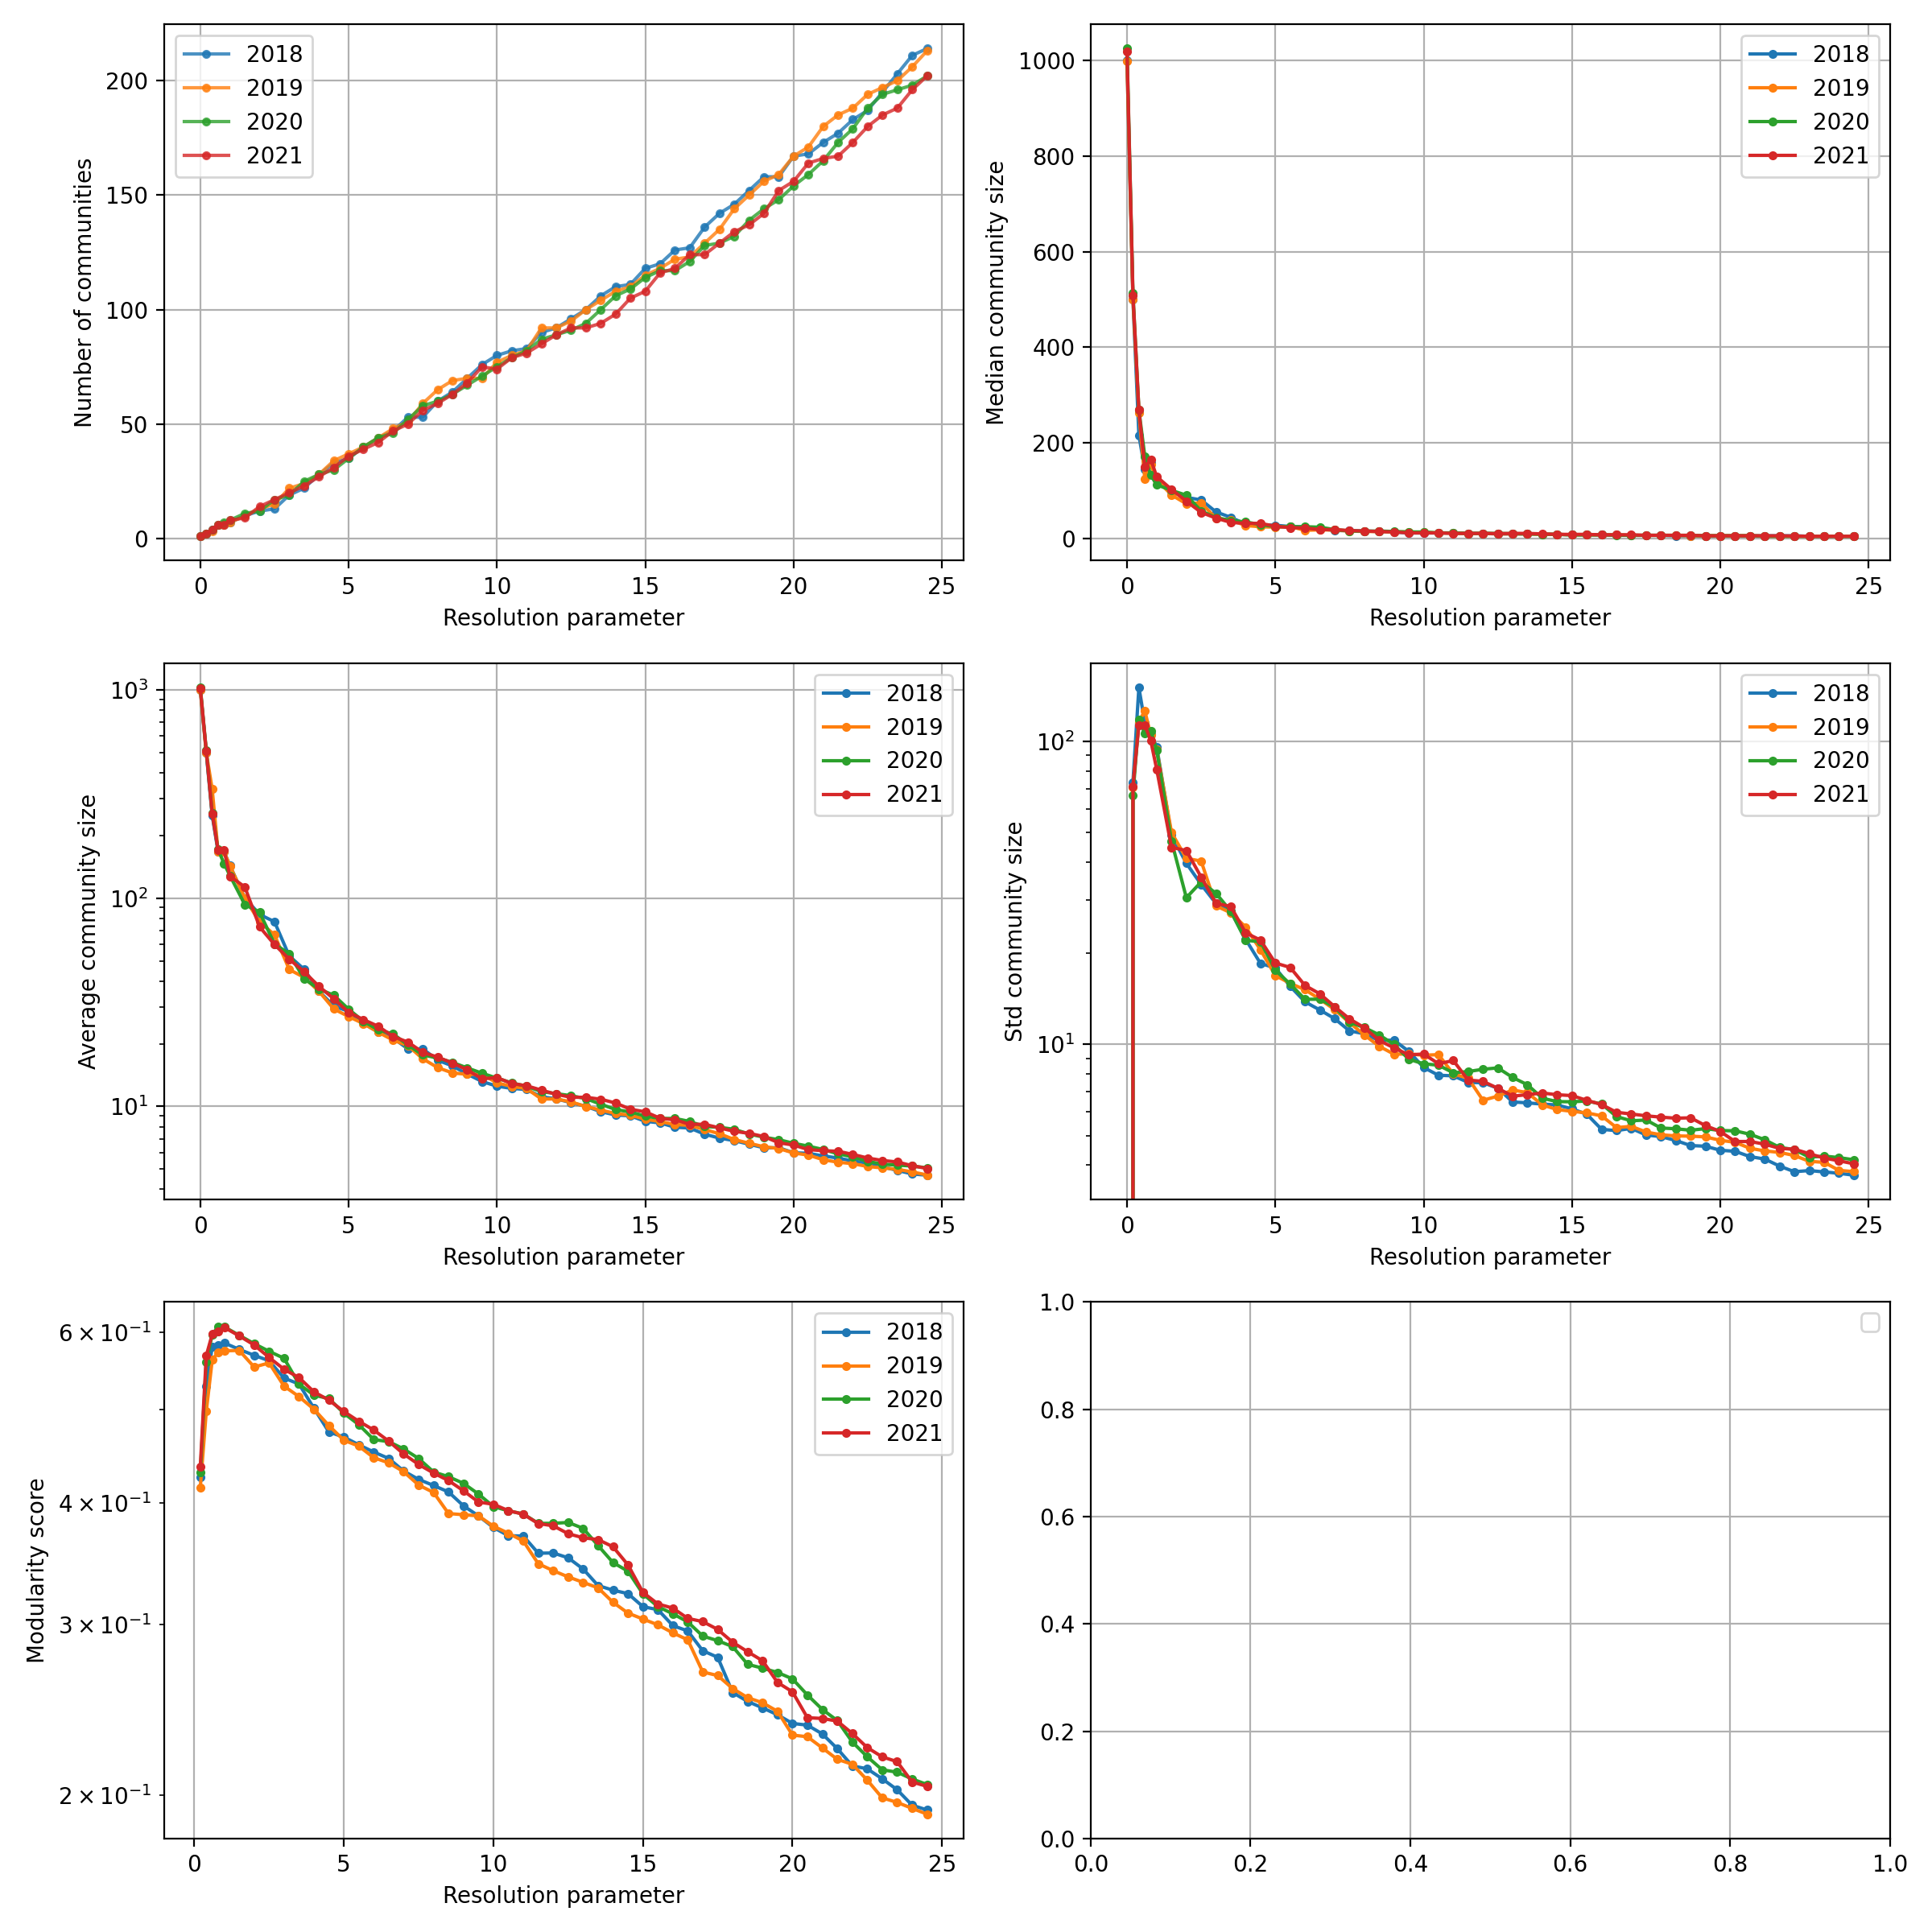 200
150
100
50
0
Number of communities
2018
2019
2020
2021
0 5 10 15 20 25
Resolution parameter
1000
800
600
400
200
0
Median community size
2018
2019
2020
2021
0 5 10 15 20 25
Resolution parameter
10³
10²
10¹
Average community size
2018
2019
2020
2021
0 5 10 15 20 25
Resolution parameter
10²
10¹
Std community size
2018
2019
2020
2021
0 5 10 15 20 25
Resolution parameter
6 × 10⁻¹
4 × 10⁻¹
3 × 10⁻¹
2 × 10⁻¹
Modularity score
2018
2019
2020
2021
0 5 10 15 20 25
Resolution parameter
1.0
0.8
0.6
0.4
0.2
0.0
0.0 0.2 0.4 0.6 0.8 1.0